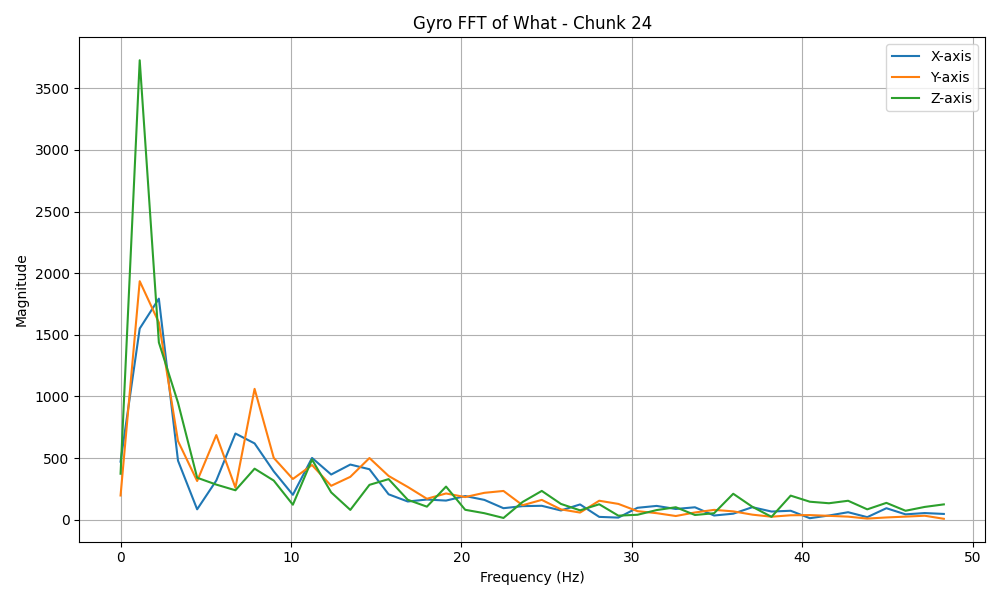 Gyro FFT of What - Chunk 24
X-axis
Y-axis
Z-axis
3500
3000
2500
2000
1500
1000
500
0
Magnitude
0 10 20 30 40 50
Frequency (Hz)